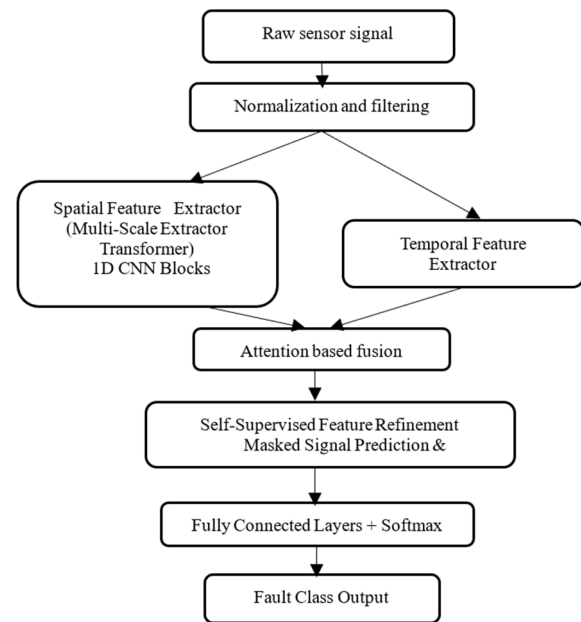 Raw sensor signal
Normalization and filtering
Spatial Feature Extractor
(Multi-Scale Extractor
Transformer)
1D CNN Blocks
Temporal Feature
Extractor
Attention based fusion
Self-Supervised Feature Refinement
Masked Signal Prediction &
Fully Connected Layers + Softmax
Fault Class Output